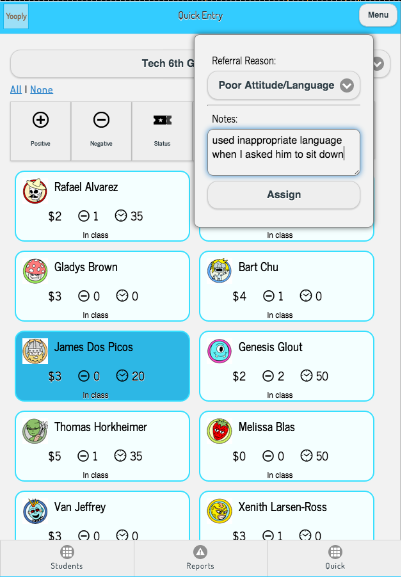 Yooply
Quick Entry
Menu
Tech 6th G
All | None
Positive
Negative
Status
Referral Reason:
Poor Attitude/Language
Notes:
used inappropriate language
when I asked him to sit down
Assign
Rafael Alvarez
$2 1 35
In class
Gladys Brown
$3 0 0
In class
Bart Chu
$4 1 0
In class
James Dos Picos
$3 0 20
In class
Genesis Glout
$2 2 50
In class
Thomas Horkheimer
$5 1 35
In class
Melissa Blas
$0 0 50
In class
Van Jeffrey
$3 0 0
Xenith Larsen-Ross
$3 1 0
Students
Reports
Quick